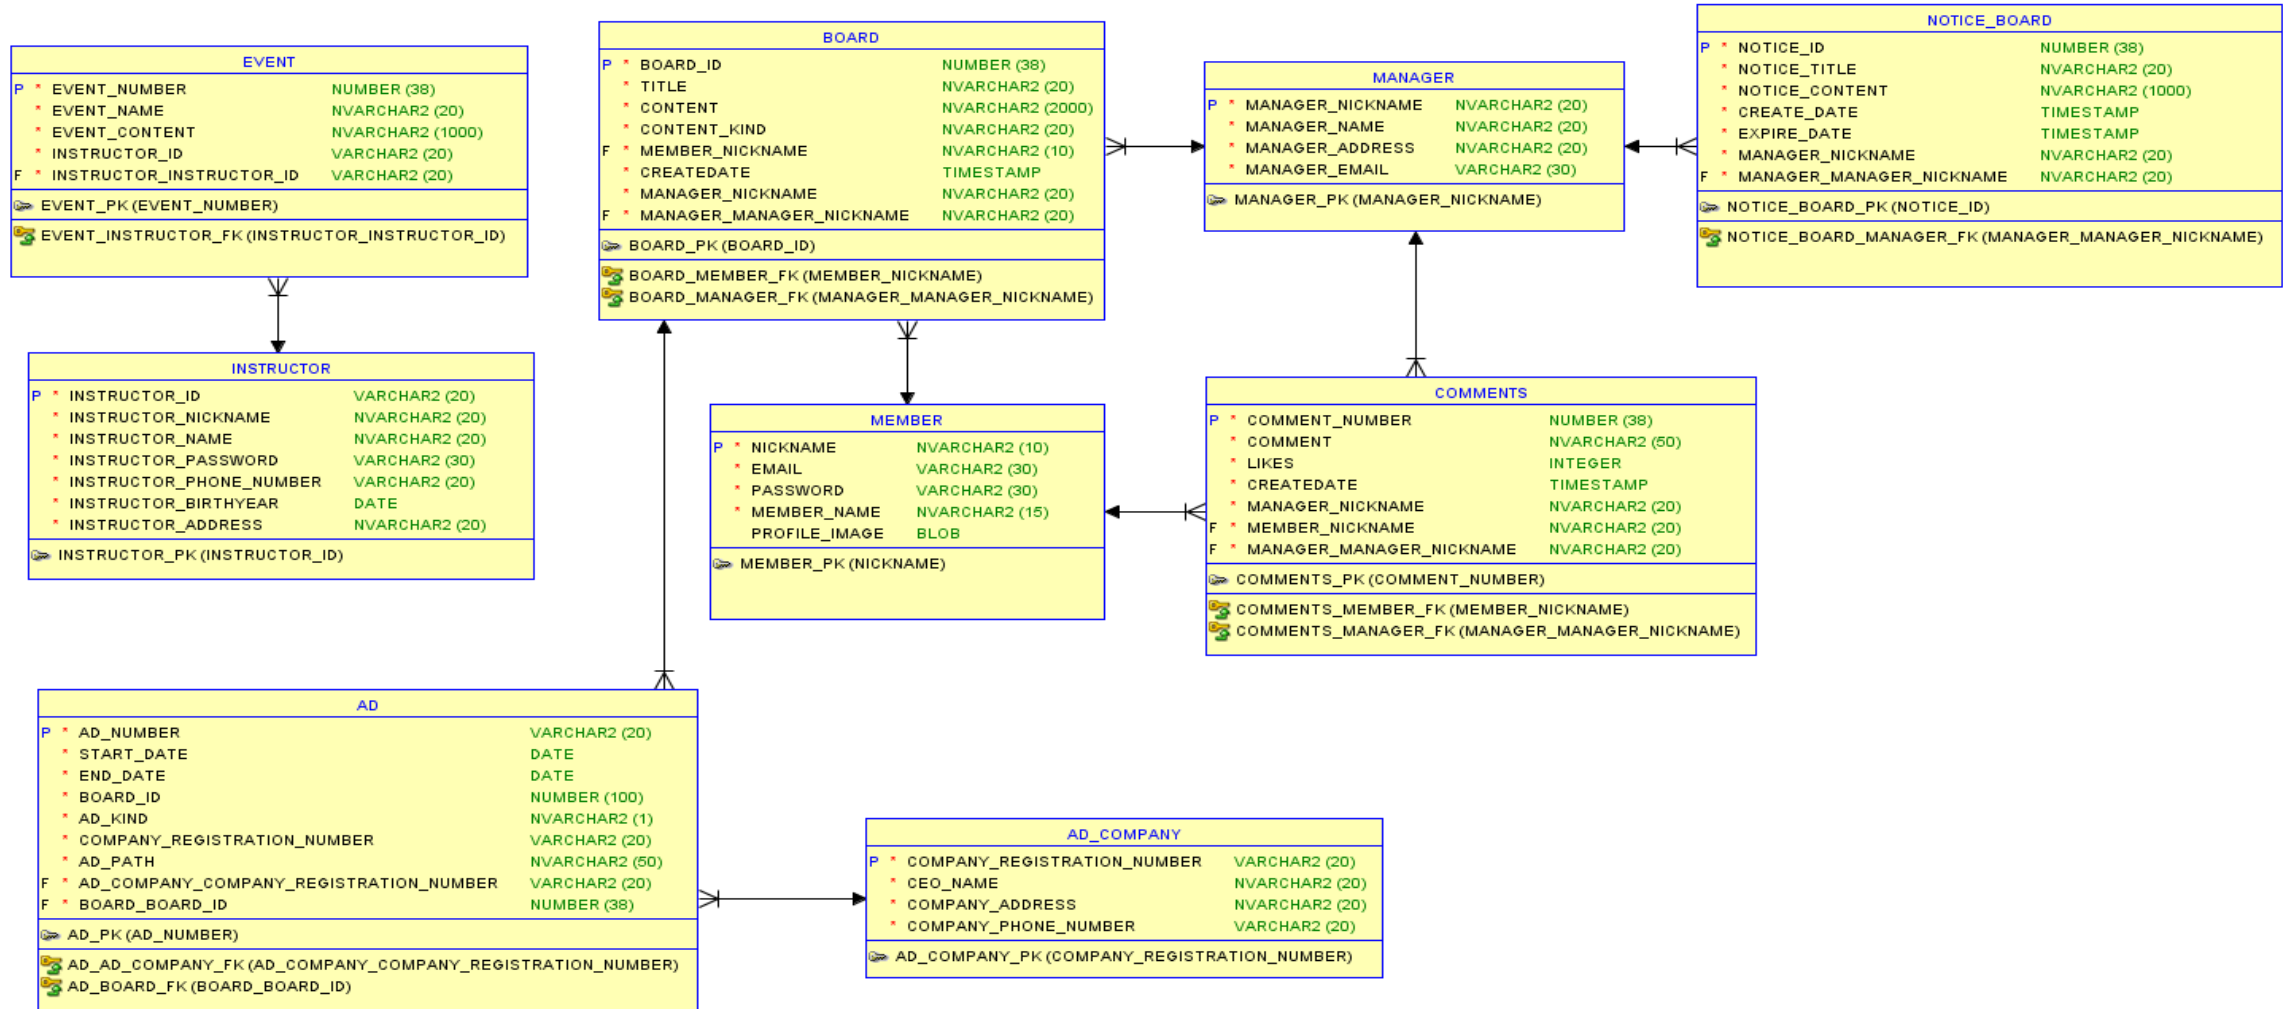 EVENT
P * EVENT_NUMBER NUMBER (38)
* EVENT_NAME NVARCHAR2 (20)
* EVENT_CONTENT NVARCHAR2 (1000)
* INSTRUCTOR_ID VARCHAR2 (20)
F * INSTRUCTOR_INSTRUCTOR_ID VARCHAR2 (20)
EVENT_PK (EVENT_NUMBER)
EVENT_INSTRUCTOR_FK (INSTRUCTOR_INSTRUCTOR_ID)
BOARD
P * BOARD_ID NUMBER (38)
* TITLE NVARCHAR2 (20)
* CONTENT NVARCHAR2 (2000)
* CONTENT_KIND NVARCHAR2 (20)
F * MEMBER_NICKNAME NVARCHAR2 (10)
* CREATEDATE TIMESTAMP
* MANAGER_NICKNAME NVARCHAR2 (20)
F * MANAGER_MANAGER_NICKNAME NVARCHAR2 (20)
BOARD_PK (BOARD_ID)
BOARD_MEMBER_FK (MEMBER_NICKNAME)
BOARD_MANAGER_FK (MANAGER_MANAGER_NICKNAME)
MANAGER
P * MANAGER_NICKNAME NVARCHAR2 (20)
* MANAGER_NAME NVARCHAR2 (20)
* MANAGER_ADDRESS NVARCHAR2 (20)
* MANAGER_EMAIL VARCHAR2 (30)
MANAGER_PK (MANAGER_NICKNAME)
NOTICE_BOARD
P * NOTICE_ID NUMBER (38)
* NOTICE_TITLE NVARCHAR2 (20)
* NOTICE_CONTENT NVARCHAR2 (1000)
* CREATE_DATE TIMESTAMP
* EXPIRE_DATE TIMESTAMP
* MANAGER_NICKNAME NVARCHAR2 (20)
F * MANAGER_MANAGER_NICKNAME NVARCHAR2 (20)
NOTICE_BOARD_PK (NOTICE_ID)
NOTICE_BOARD_MANAGER_FK (MANAGER_MANAGER_NICKNAME)
INSTRUCTOR
P * INSTRUCTOR_ID VARCHAR2 (20)
* INSTRUCTOR_NICKNAME NVARCHAR2 (20)
* INSTRUCTOR_NAME NVARCHAR2 (20)
* INSTRUCTOR_PASSWORD VARCHAR2 (30)
* INSTRUCTOR_PHONE_NUMBER VARCHAR2 (20)
* INSTRUCTOR_BIRTHYEAR DATE
* INSTRUCTOR_ADDRESS NVARCHAR2 (20)
INSTRUCTOR_PK (INSTRUCTOR_ID)
MEMBER
P * NICKNAME NVARCHAR2 (10)
* EMAIL VARCHAR2 (30)
* PASSWORD VARCHAR2 (30)
* MEMBER_NAME NVARCHAR2 (15)
PROFILE_IMAGE BLOB
MEMBER_PK (NICKNAME)
COMMENTS
P * COMMENT_NUMBER NUMBER (38)
* COMMENT NVARCHAR2 (50)
* LIKES INTEGER
* CREATEDATE TIMESTAMP
* MANAGER_NICKNAME NVARCHAR2 (20)
F * MEMBER_NICKNAME NVARCHAR2 (20)
F * MANAGER_MANAGER_NICKNAME NVARCHAR2 (20)
COMMENTS_PK (COMMENT_NUMBER)
COMMENTS_MEMBER_FK (MEMBER_NICKNAME)
COMMENTS_MANAGER_FK (MANAGER_MANAGER_NICKNAME)
AD
P * AD_NUMBER VARCHAR2 (20)
* START_DATE DATE
* END_DATE DATE
* BOARD_ID NUMBER (100)
* AD_KIND NVARCHAR2 (1)
* COMPANY_REGISTRATION_NUMBER VARCHAR2 (20)
* AD_PATH NVARCHAR2 (50)
F * AD_COMPANY_COMPANY_REGISTRATION_NUMBER VARCHAR2 (20)
F * BOARD_BOARD_ID NUMBER (38)
AD_PK (AD_NUMBER)
AD_AD_COMPANY_FK (AD_COMPANY_COMPANY_REGISTRATION_NUMBER)
AD_BOARD_FK (BOARD_BOARD_ID)
AD_COMPANY
P * COMPANY_REGISTRATION_NUMBER VARCHAR2 (20)
* CEO_NAME NVARCHAR2 (20)
* COMPANY_ADDRESS NVARCHAR2 (20)
* COMPANY_PHONE_NUMBER VARCHAR2 (20)
AD_COMPANY_PK (COMPANY_REGISTRATION_NUMBER)